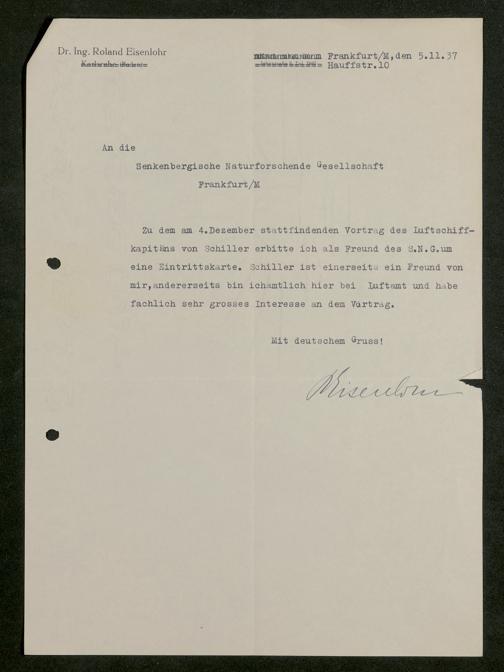 Dr. Ing. Roland Eisenlohr
Frankfurt/M,den 5.11.37
Hauffstr.10
An die
Senkenbergische Naturforschende Gesellschaft
Frankfurt/M
Zu dem am 4.Dezember stattfindenden Vortrag des Luftschiff-
kapitäns von Schiller erbitte ich als Freund des S.N.G.um
eine Eintrittskarte. Schiller ist einerseits ein Freund von
mir,andererseits bin ichamtlich hier bei Luftamt und habe
fachlich sehr grosses Interesse an dem Vortrag.
Mit deutschem Gruss!
REisenlohr